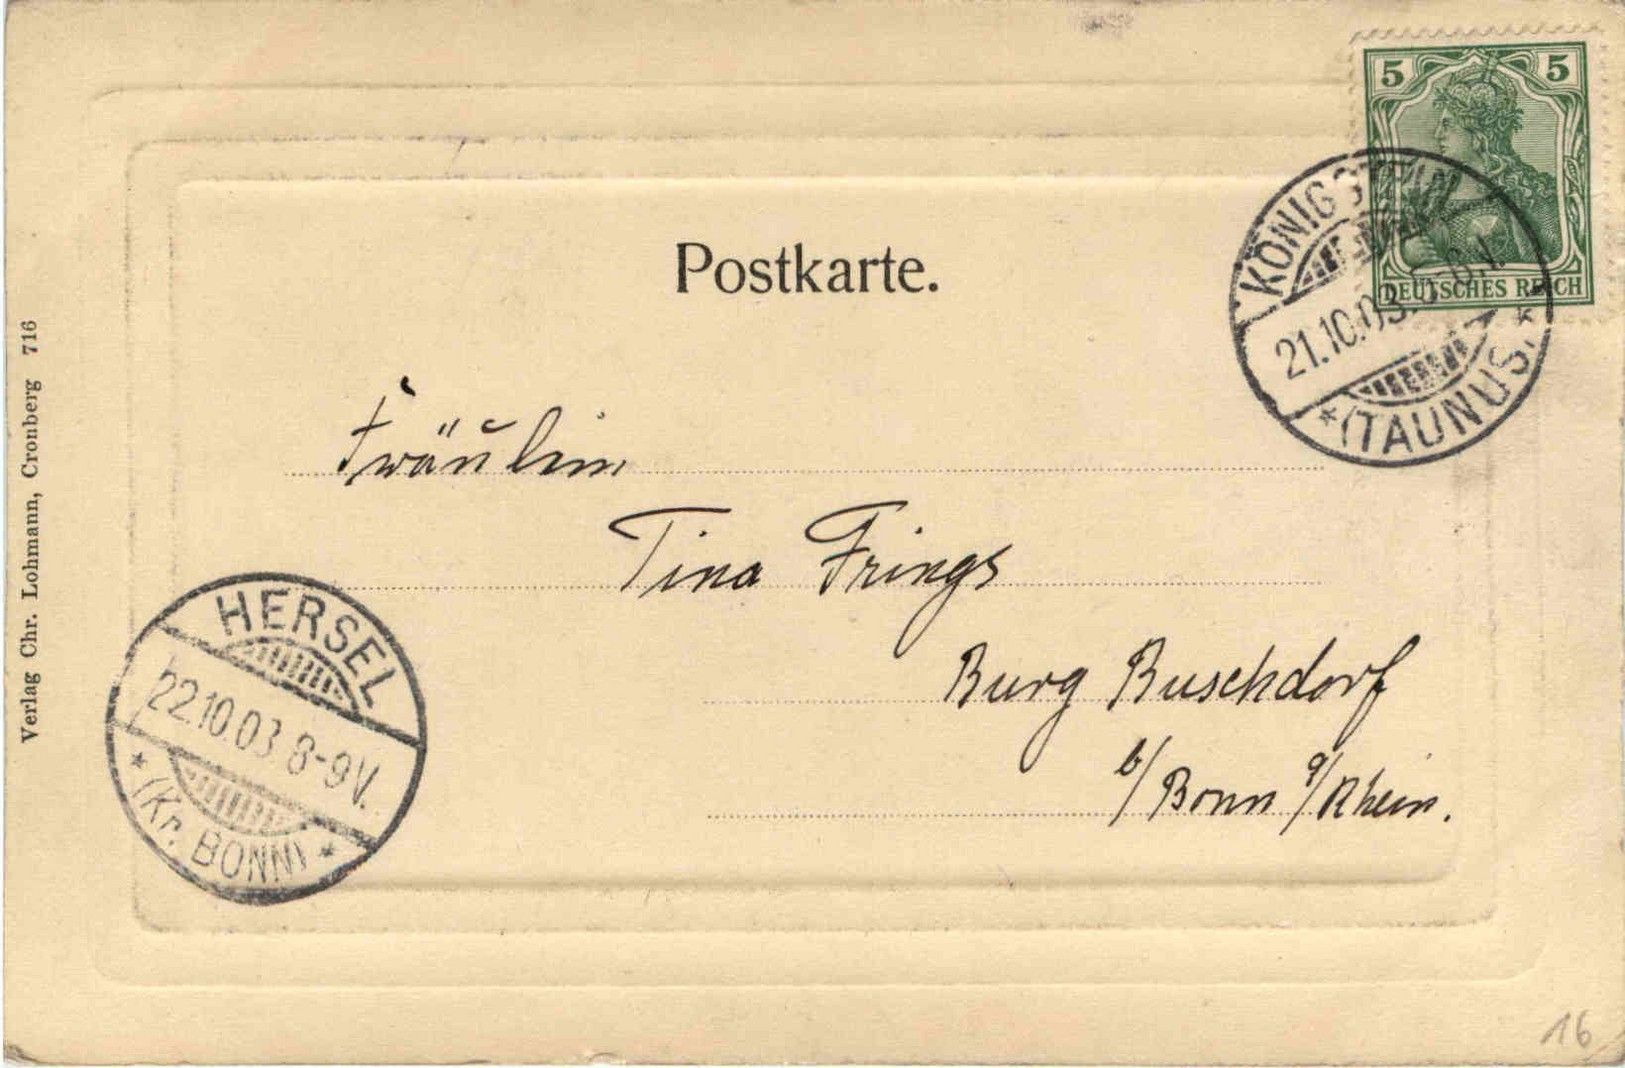 5 5
DEUTSCHES REICH
KÖNIGSTEIN
21.10.03.
*(TAUNUS.*
Postkarte.
Fräulein
Tina Frings
Burg Buschdorf
b/Bonn a/Rhein.
HERSEL
22.10.03 8-9V.
*(Kr. BONN)*
Verlag Chr. Lohmann, Cronberg 716
16